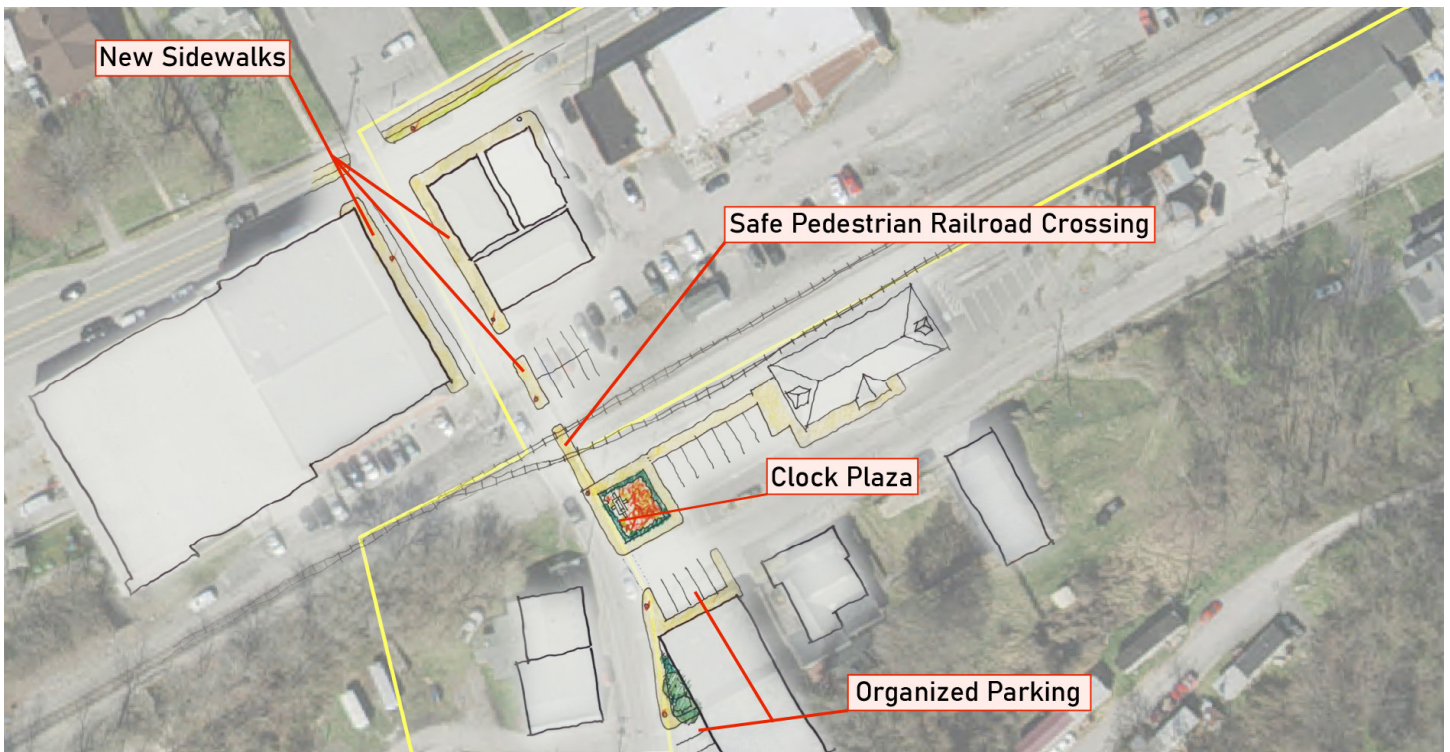 New Sidewalks
Safe Pedestrian Railroad Crossing
Clock Plaza
Organized Parking